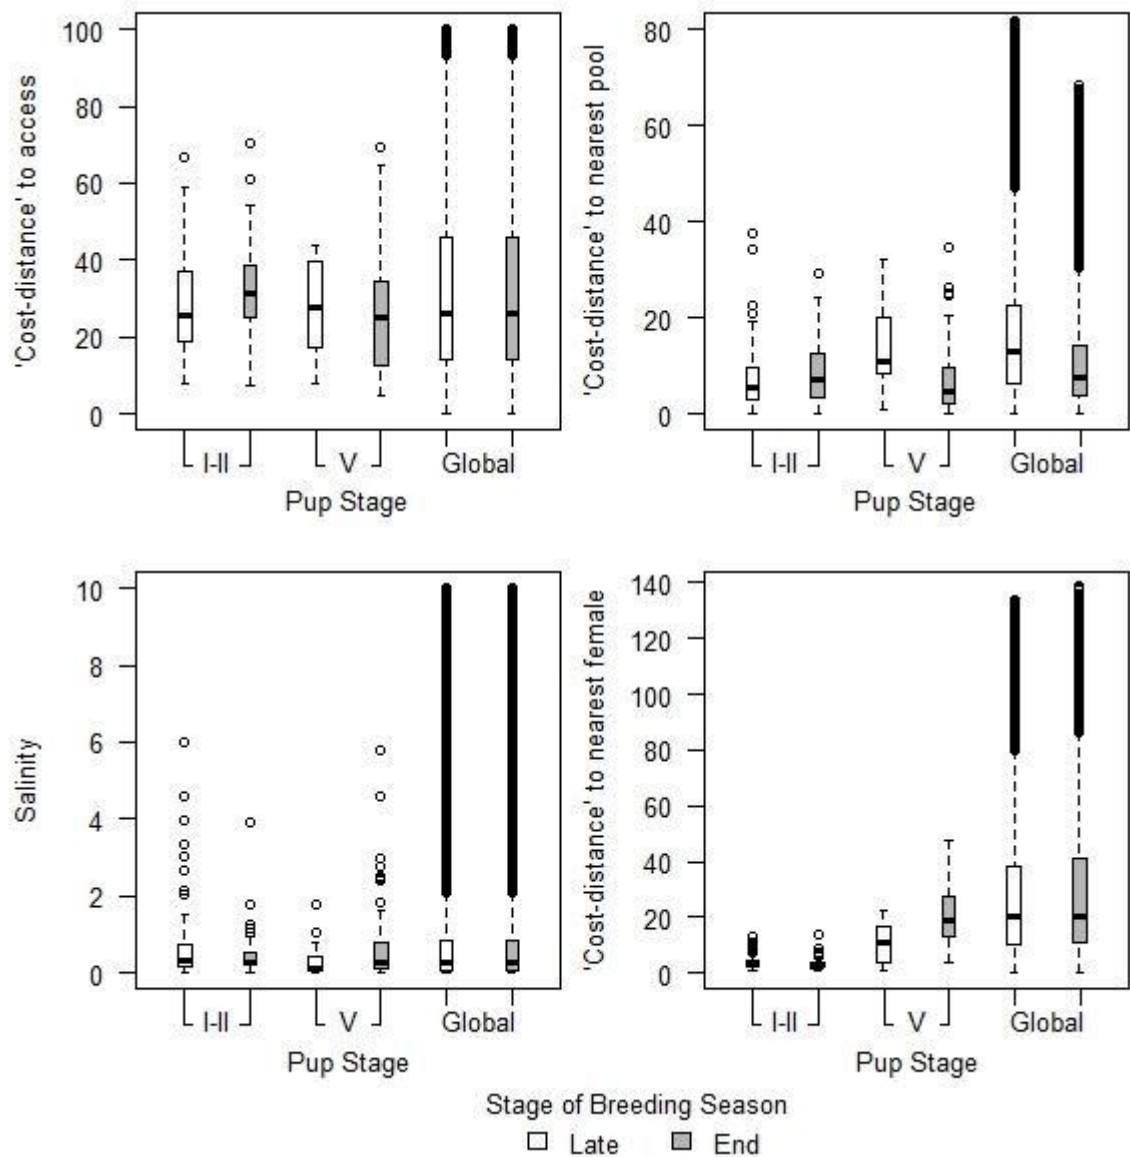 'Cost-distance' to access
100
80
60
40
20
0
I-II V Global
Pup Stage
'Cost-distance' to nearest pool
80
60
40
20
0
I-II V Global
Pup Stage
Salinity
10
8
6
4
2
0
I-II V Global
Pup Stage
'Cost-distance' to nearest female
140
120
100
80
60
40
20
0
I-II V Global
Pup Stage
Stage of Breeding Season
Late End